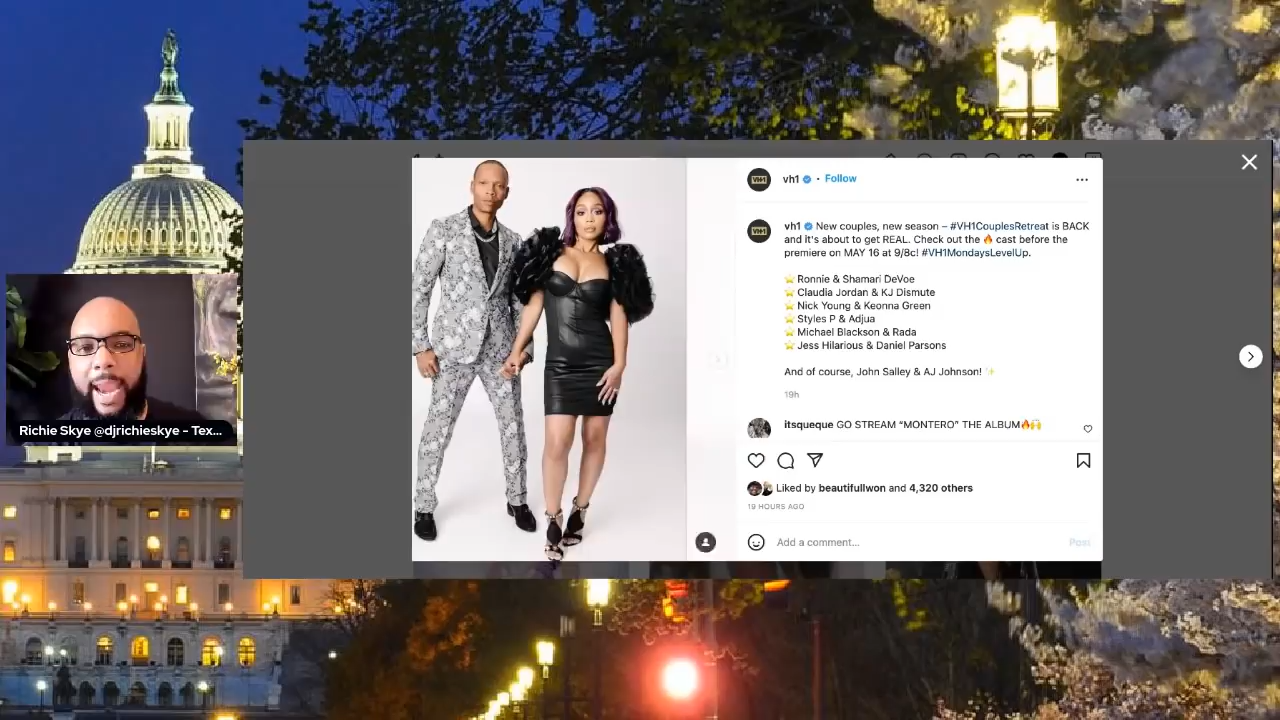 vh1 · Follow
vh1 New couples, new season – #VH1CouplesRetreat is BACK
and it's about to get REAL. Check out the 🔥 cast before the
premiere on MAY 16 at 9/8c! #VH1MondaysLevelUp.
⭐ Ronnie & Shamari DeVoe
⭐ Claudia Jordan & KJ Dismute
⭐ Nick Young & Keonna Green
⭐ Styles P & Adjua
⭐ Michael Blackson & Rada
⭐ Jess Hilarious & Daniel Parsons
And of course, John Salley & AJ Johnson! ✨
19h
itsqueque GO STREAM “MONTERO” THE ALBUM🔥🙌
Liked by beautifullwon and 4,320 others
19 HOURS AGO
Add a comment... Post
Richie Skye @djrichieskye – Tex...